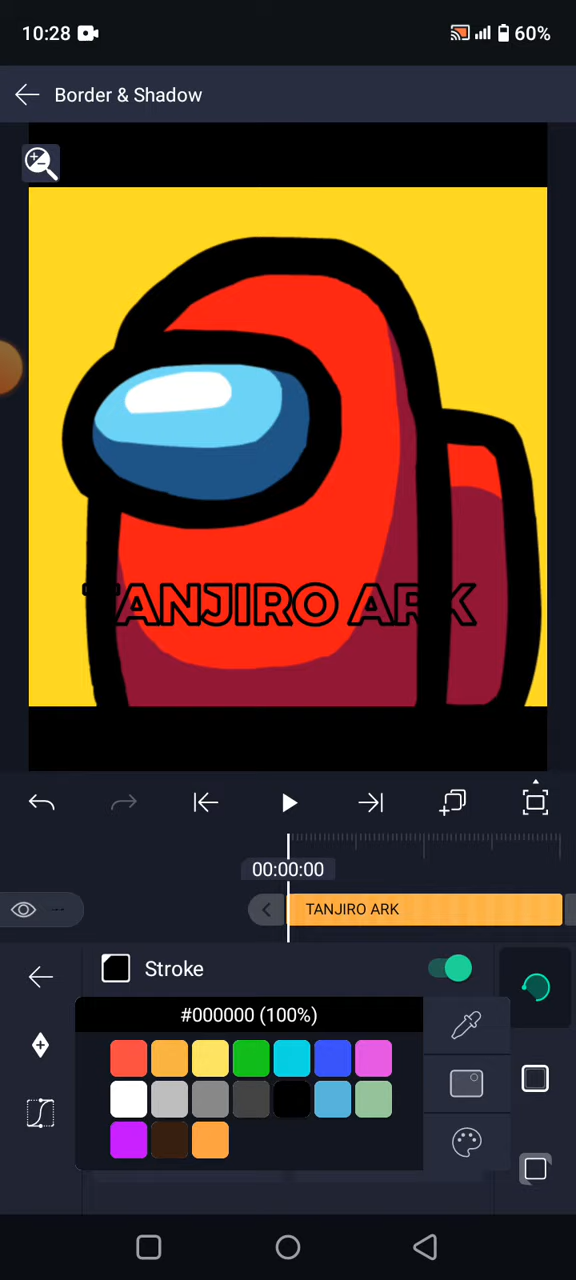 10:28
60%
Border & Shadow
TANJIRO ARK
00:00:00
TANJIRO ARK
Stroke
#000000 (100%)